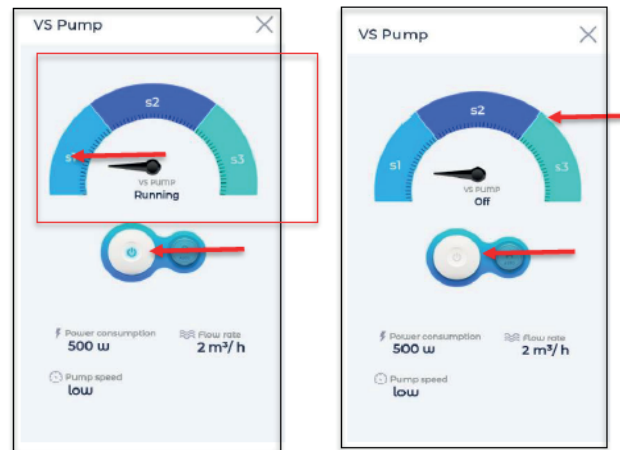 VS Pump
s2
s1
s3
VS PUMP
Running
Power consumption
500 w
Flow rate
2 m³/ h
Pump speed
low
VS Pump
s2
s1
s3
VS PUMP
Off
Power consumption
500 w
Flow rate
2 m³/ h
Pump speed
low